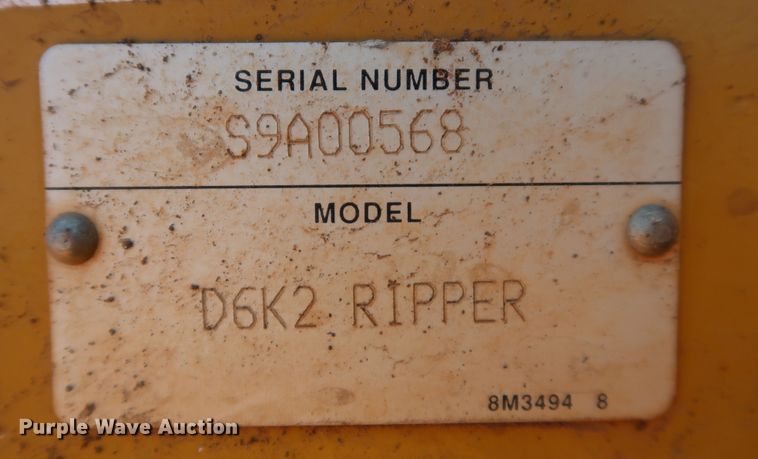 SERIAL NUMBER
S9A00568
MODEL
D6K2 RIPPER
8M3494 8
Purple Wave Auction